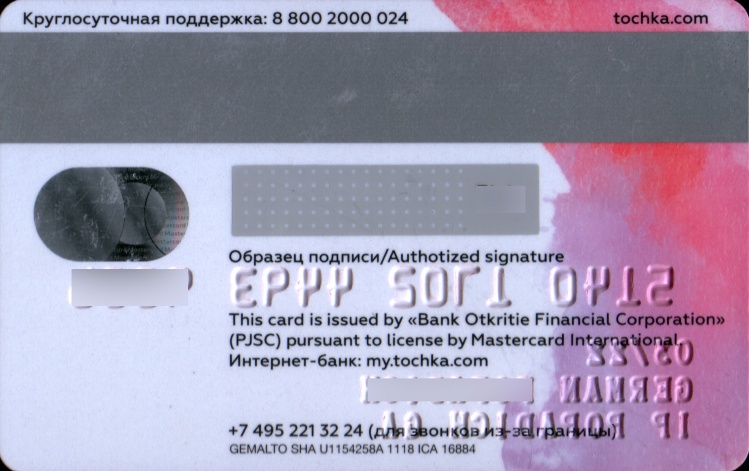 Круглосуточная поддержка: 8 800 2000 024
tochka.com
Образец подписи/Authotized signature
This card is issued by «Bank Otkritie Financial Corporation»
(PJSC) pursuant to license by Mastercard International.
Интернет-банк: my.tochka.com
+7 495 221 32 24 (для звонков из-за границы)
GEMALTO SHA U1154258A 1118 ICA 16884